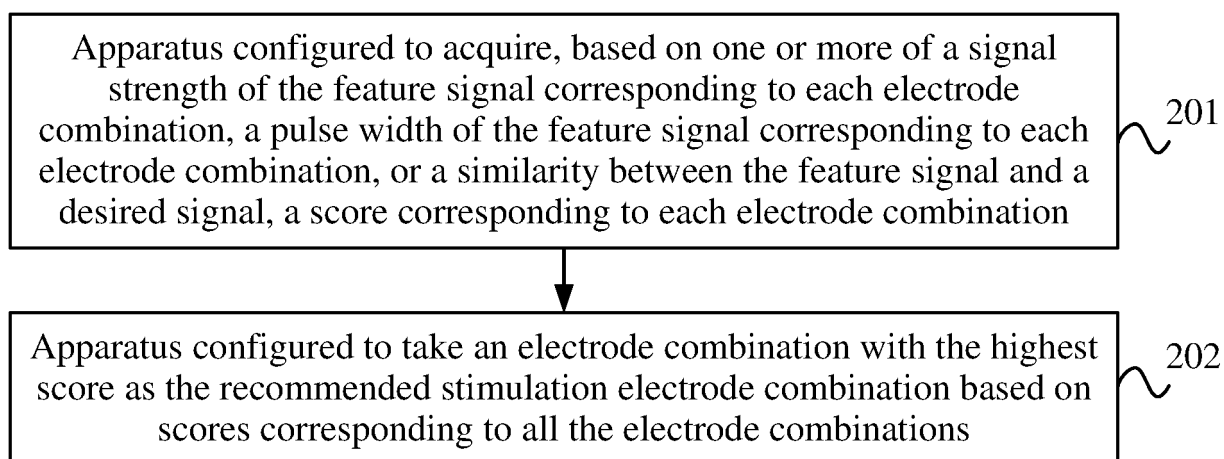 Apparatus configured to acquire, based on one or more of a signal
strength of the feature signal corresponding to each electrode
combination, a pulse width of the feature signal corresponding to each
electrode combination, or a similarity between the feature signal and a
desired signal, a score corresponding to each electrode combination
201
Apparatus configured to take an electrode combination with the highest
score as the recommended stimulation electrode combination based on
scores corresponding to all the electrode combinations
202